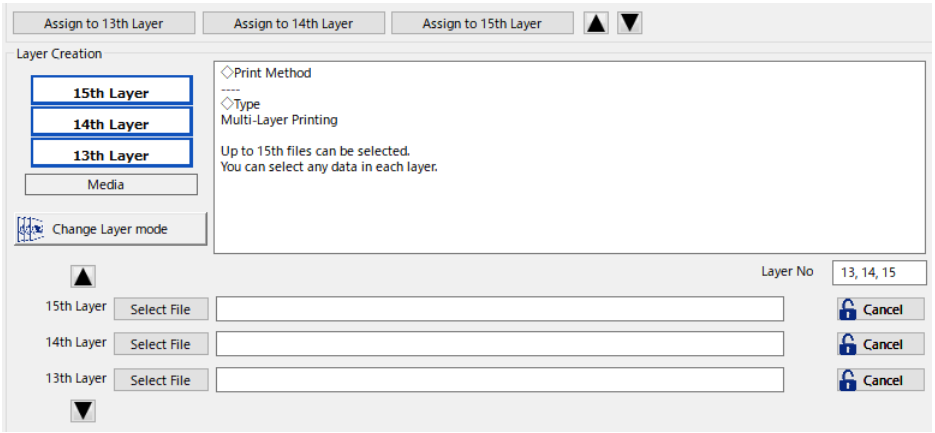 Assign to 13th Layer
Assign to 14th Layer
Assign to 15th Layer
Layer Creation
15th Layer
14th Layer
13th Layer
Media
Change Layer mode
◇Print Method
----
◇Type
Multi-Layer Printing
Up to 15th files can be selected.
You can select any data in each layer.
Layer No
13, 14, 15
15th Layer
Select File
Cancel
14th Layer
Select File
Cancel
13th Layer
Select File
Cancel